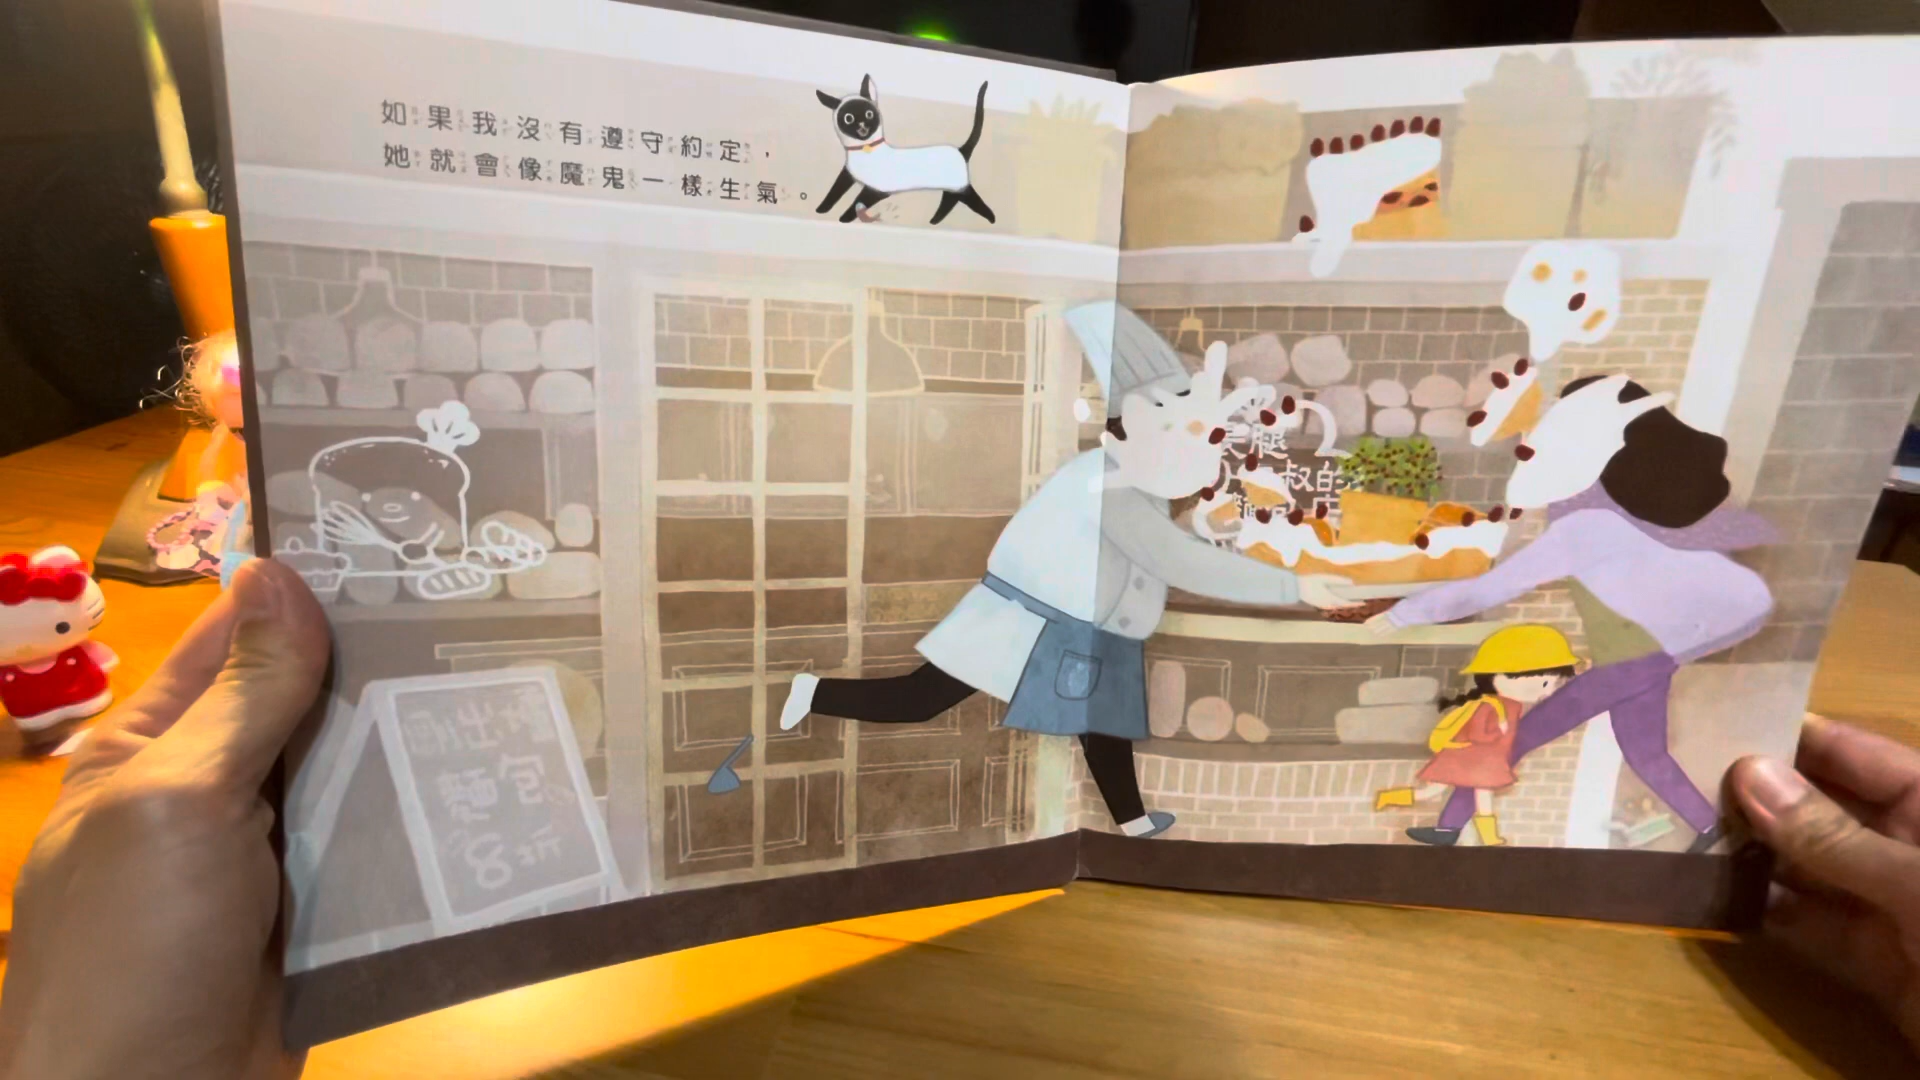 如果我沒有遵守約定，
她就會像魔鬼一樣生氣。
出爐
麵包
8折